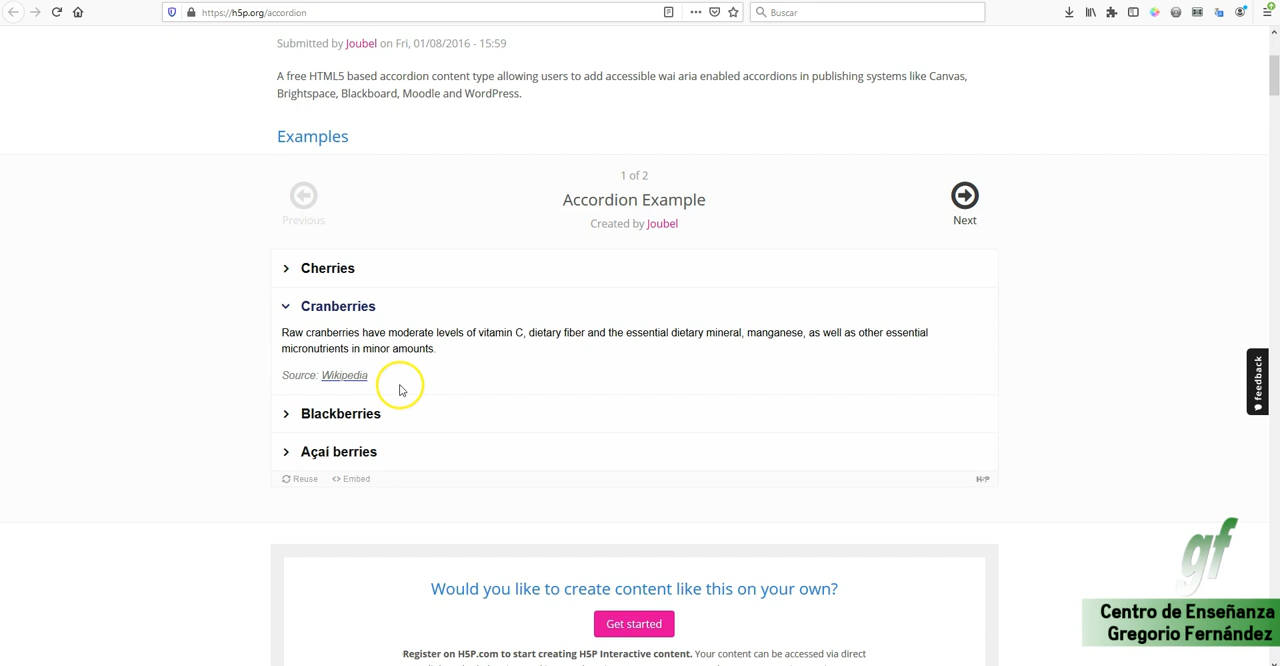 https://h5p.org/accordion
Buscar
Submitted by Joubel on Fri, 01/08/2016 - 15:59
A free HTML5 based accordion content type allowing users to add accessible wai aria enabled accordions in publishing systems like Canvas,
Brightspace, Blackboard, Moodle and WordPress.
Examples
1 of 2
Previous
Accordion Example
Next
Created by Joubel
Cherries
Cranberries
Raw cranberries have moderate levels of vitamin C, dietary fiber and the essential dietary mineral, manganese, as well as other essential
micronutrients in minor amounts.
Source: Wikipedia
feedback
Blackberries
Açaí berries
Reuse
Embed
H5P
gf
Would you like to create content like this on your own?
Get started
Centro de Enseñanza
Gregorio Fernández
Register on H5P.com to start creating H5P Interactive content. Your content can be accessed via direct